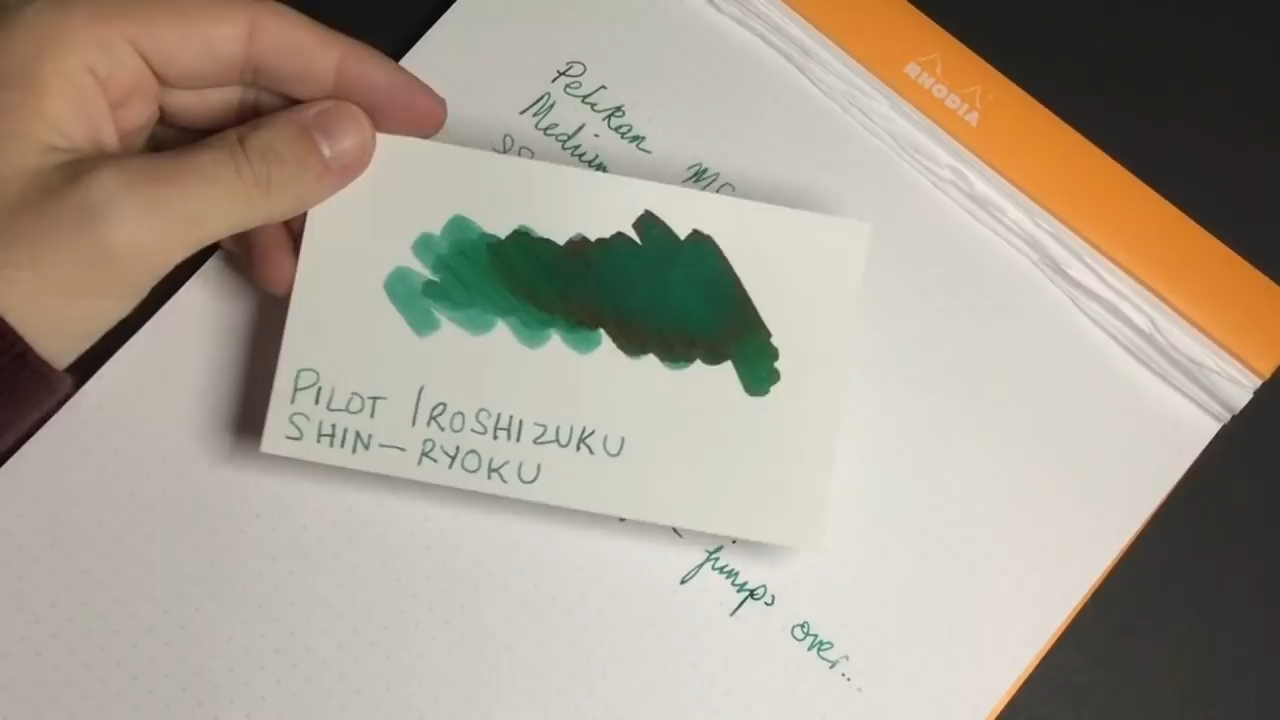 RHODIA
Pelikan
Medium
PILOT IROSHIZUKU
SHIN-RYOKU
jumps over...